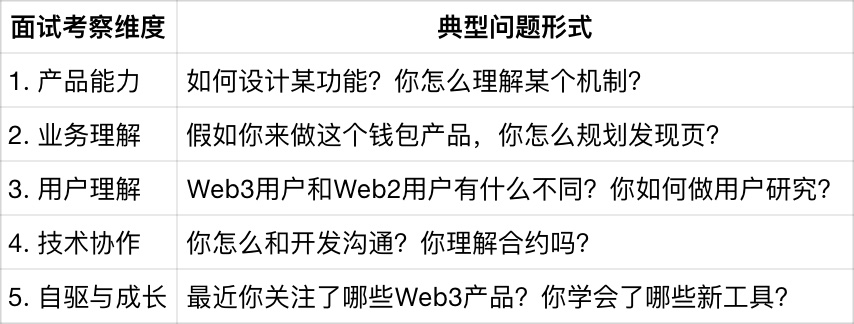 面试考察维度 典型问题形式
1. 产品能力 如何设计某功能？你怎么理解某个机制？
2. 业务理解 假如你来做这个钱包产品，你怎么规划发现页？
3. 用户理解 Web3用户和Web2用户有什么不同？你如何做用户研究？
4. 技术协作 你怎么和开发沟通？你理解合约吗？
5. 自驱与成长 最近你关注了哪些Web3产品？你学会了哪些新工具？